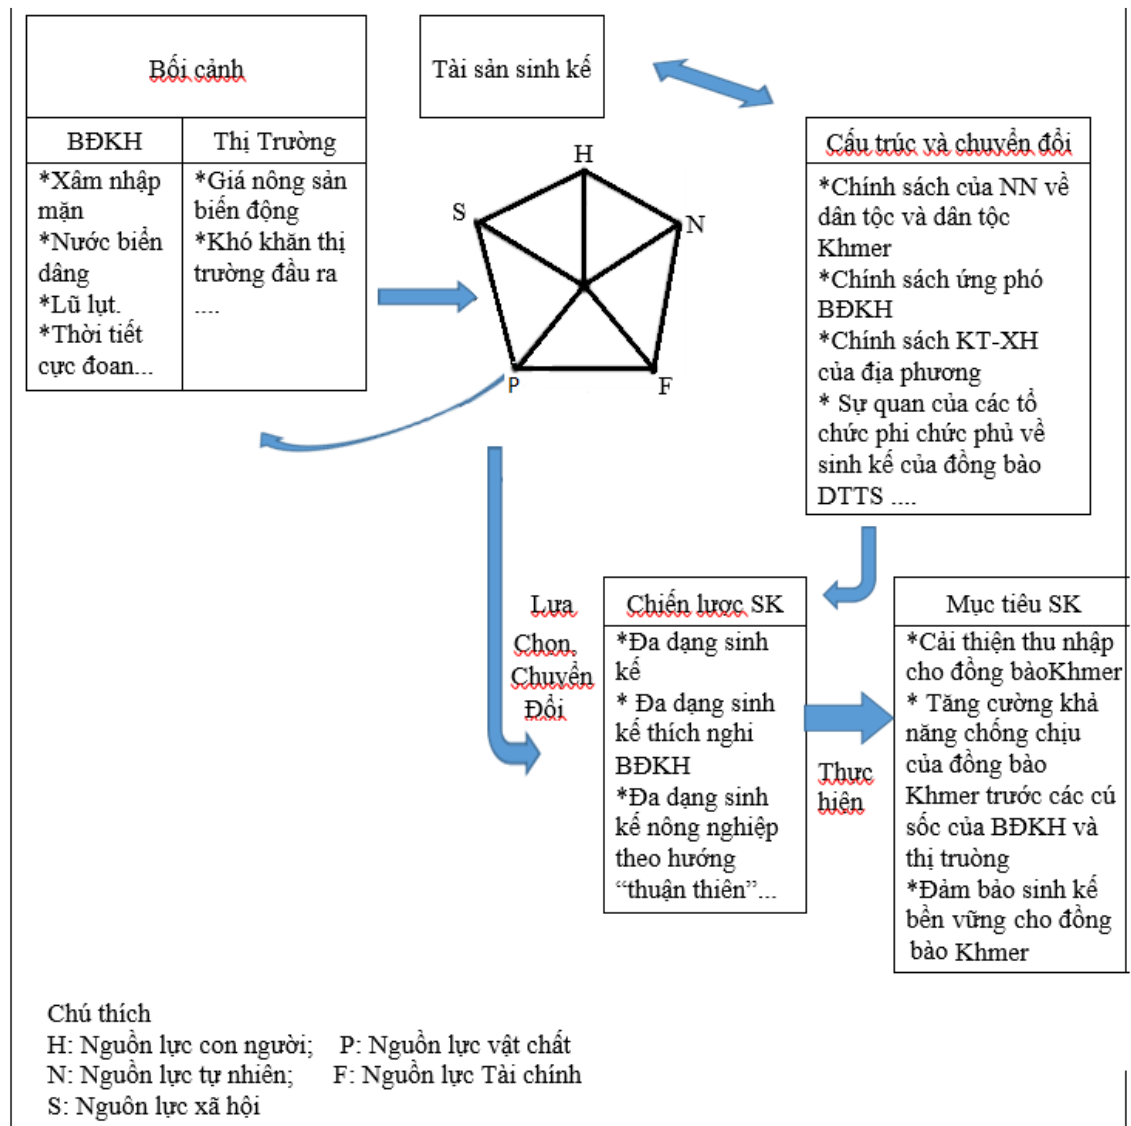 Bối cảnh
BĐKH
Thị Trường
*Xâm nhập
mặn
*Nước biển
dâng
*Lũ lụt.
*Thời tiết
cực đoan...
*Giá nông sản
biến động
*Khó khăn thị
trường đầu ra
....
Tài sản sinh kế
H
S
N
P
F
Cấu trúc và chuyển đổi
*Chính sách của NN về
dân tộc và dân tộc
Khmer
*Chính sách ứng phó
BĐKH
*Chính sách KT-XH
của địa phương
* Sự quan của các tổ
chức phi chức phủ về
sinh kế của đồng bào
DTTS ....
Lựa
Chọn,
Chuyển
Đổi
Chiến lược SK
*Đa dạng sinh
kế
* Đa dạng sinh
kế thích nghi
BĐKH
*Đa dạng sinh
kế nông nghiệp
theo hướng
“thuận thiên”...
Thực
hiện
Mục tiêu SK
*Cải thiện thu nhập
cho đồng bàoKhmer
* Tăng cường khả
năng chống chịu
của đồng bào
Khmer trước các cú
sốc của BĐKH và
thị truòng
*Đảm bảo sinh kế
bền vững cho đồng
bào Khmer
Chú thích
H: Nguồn lực con người; P: Nguồn lực vật chất
N: Nguồn lực tự nhiên; F: Nguồn lực Tài chính
S: Nguôn lực xã hội